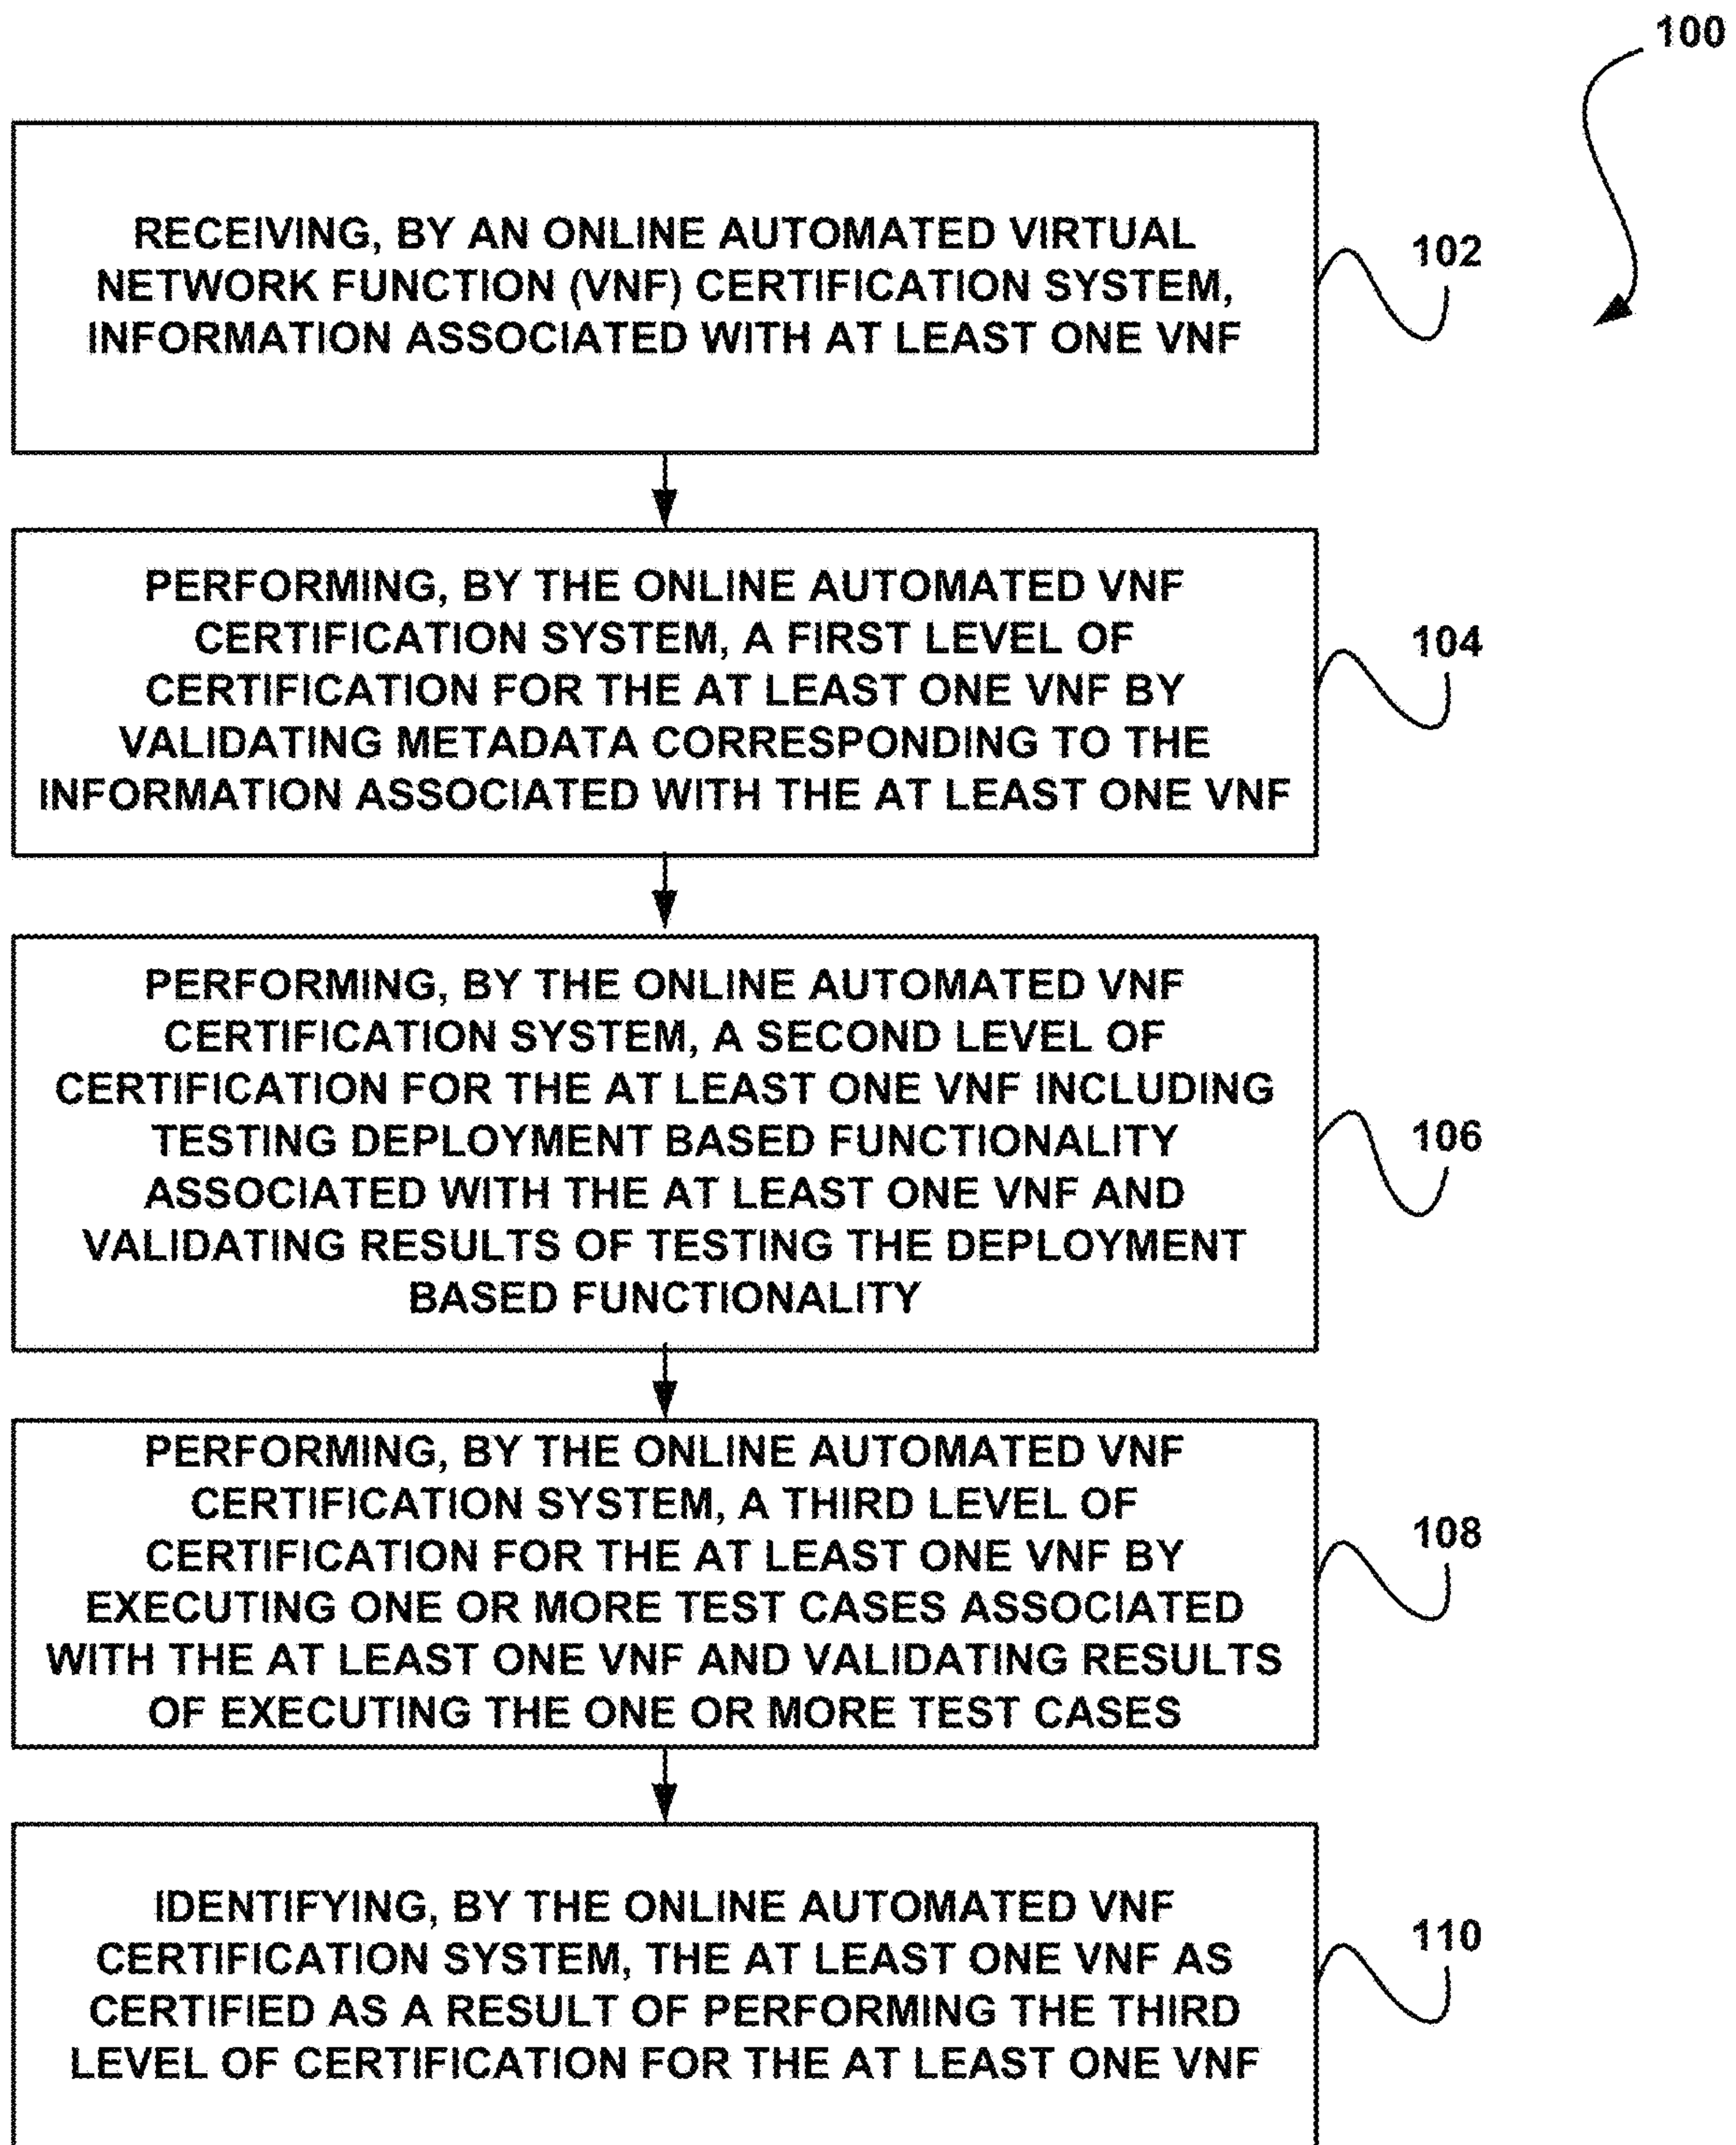 100
RECEIVING, BY AN ONLINE AUTOMATED VIRTUAL
NETWORK FUNCTION (VNF) CERTIFICATION SYSTEM,
INFORMATION ASSOCIATED WITH AT LEAST ONE VNF
102
PERFORMING, BY THE ONLINE AUTOMATED VNF
CERTIFICATION SYSTEM, A FIRST LEVEL OF
CERTIFICATION FOR THE AT LEAST ONE VNF BY
VALIDATING METADATA CORRESPONDING TO THE
INFORMATION ASSOCIATED WITH THE AT LEAST ONE VNF
104
PERFORMING, BY THE ONLINE AUTOMATED VNF
CERTIFICATION SYSTEM, A SECOND LEVEL OF
CERTIFICATION FOR THE AT LEAST ONE VNF INCLUDING
TESTING DEPLOYMENT BASED FUNCTIONALITY
ASSOCIATED WITH THE AT LEAST ONE VNF AND
VALIDATING RESULTS OF TESTING THE DEPLOYMENT
BASED FUNCTIONALITY
106
PERFORMING, BY THE ONLINE AUTOMATED VNF
CERTIFICATION SYSTEM, A THIRD LEVEL OF
CERTIFICATION FOR THE AT LEAST ONE VNF BY
EXECUTING ONE OR MORE TEST CASES ASSOCIATED
WITH THE AT LEAST ONE VNF AND VALIDATING RESULTS
OF EXECUTING THE ONE OR MORE TEST CASES
108
IDENTIFYING, BY THE ONLINE AUTOMATED VNF
CERTIFICATION SYSTEM, THE AT LEAST ONE VNF AS
CERTIFIED AS A RESULT OF PERFORMING THE THIRD
LEVEL OF CERTIFICATION FOR THE AT LEAST ONE VNF
110